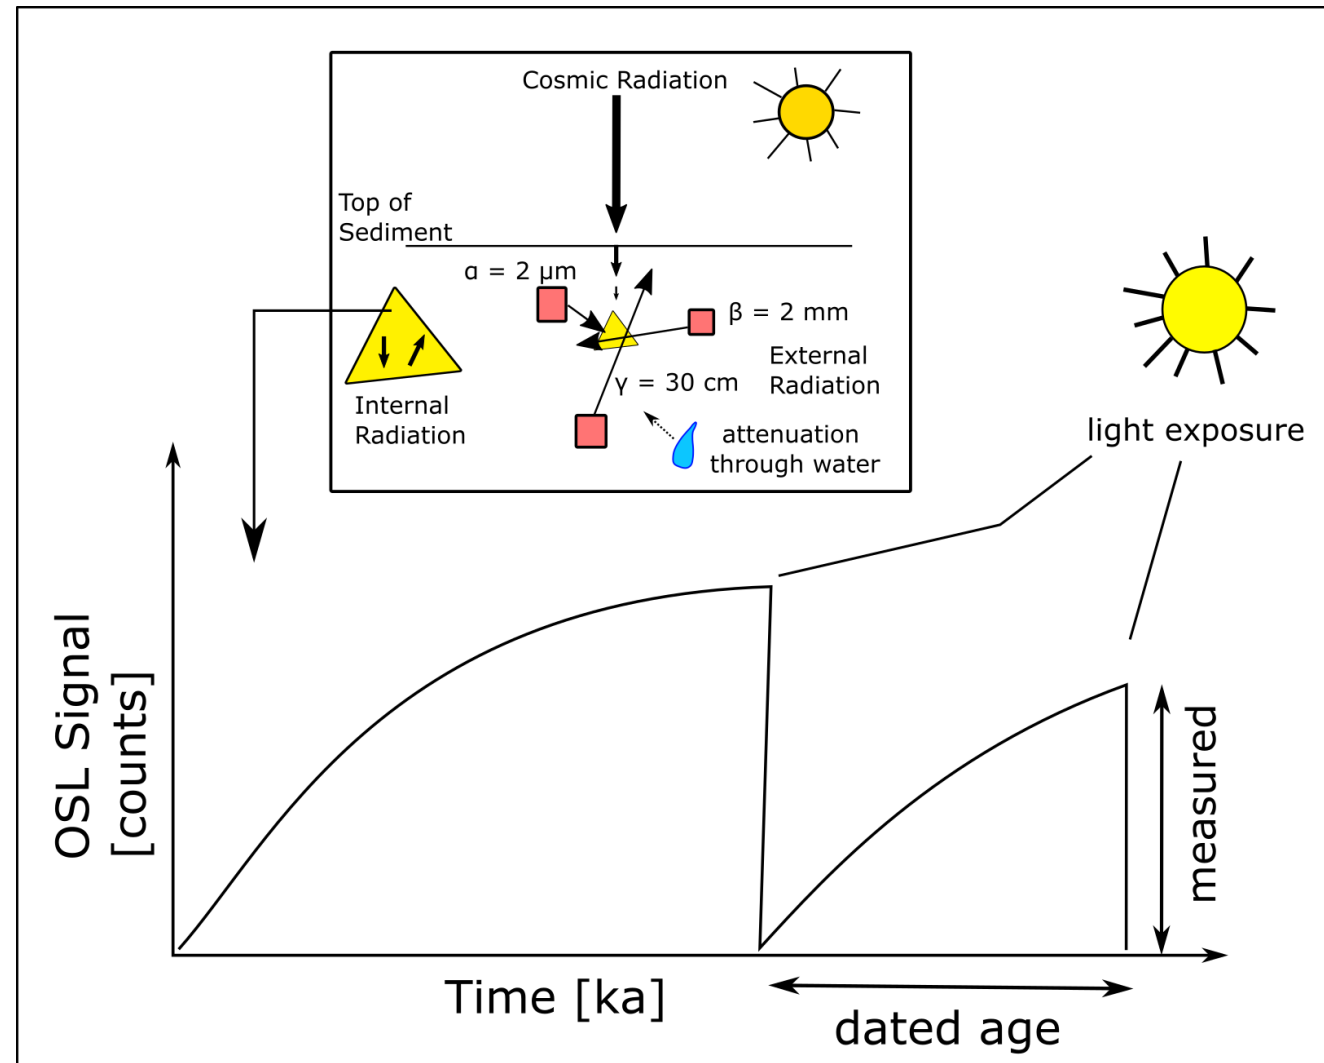 Cosmic Radiation
Top of
Sediment
ɑ = 2 μm
β = 2 mm
External
Radiation
γ = 30 cm
Internal
Radiation
attenuation
through water
light exposure
OSL Signal
[counts]
measured
Time [ka]
dated age